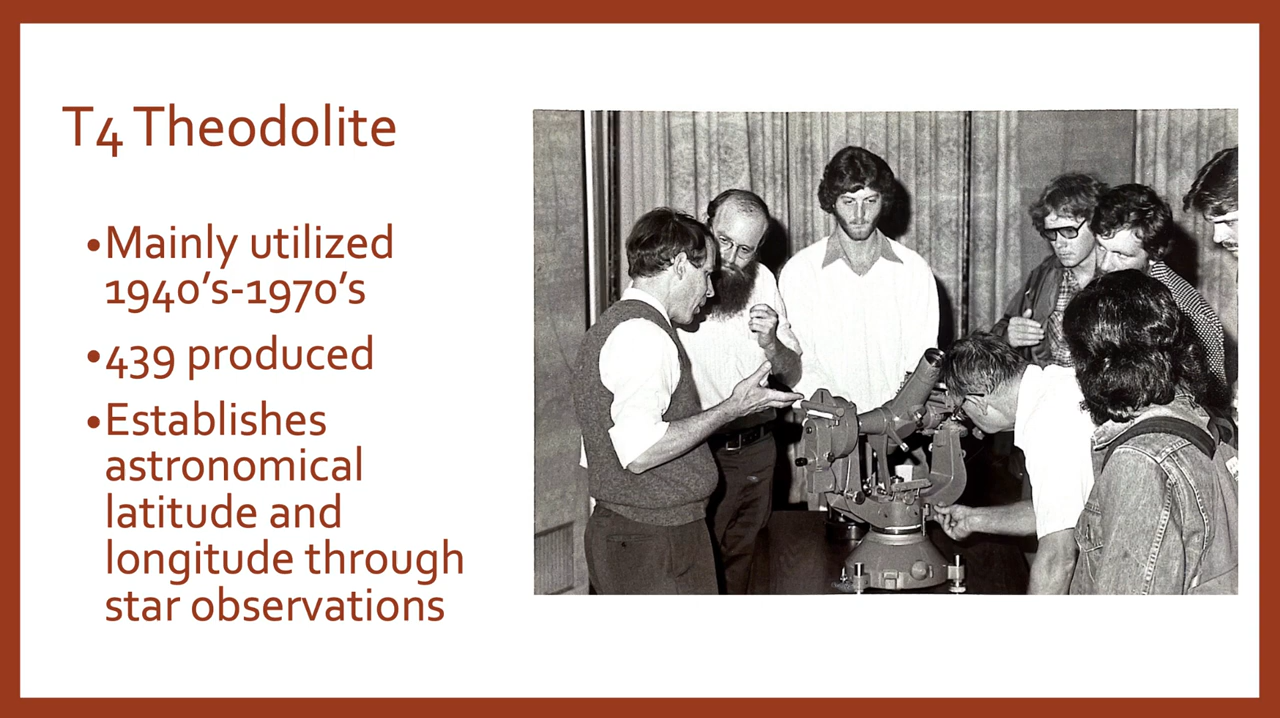 T4 Theodolite
•Mainly utilized
1940’s-1970’s
•439 produced
•Establishes
astronomical
latitude and
longitude through
star observations